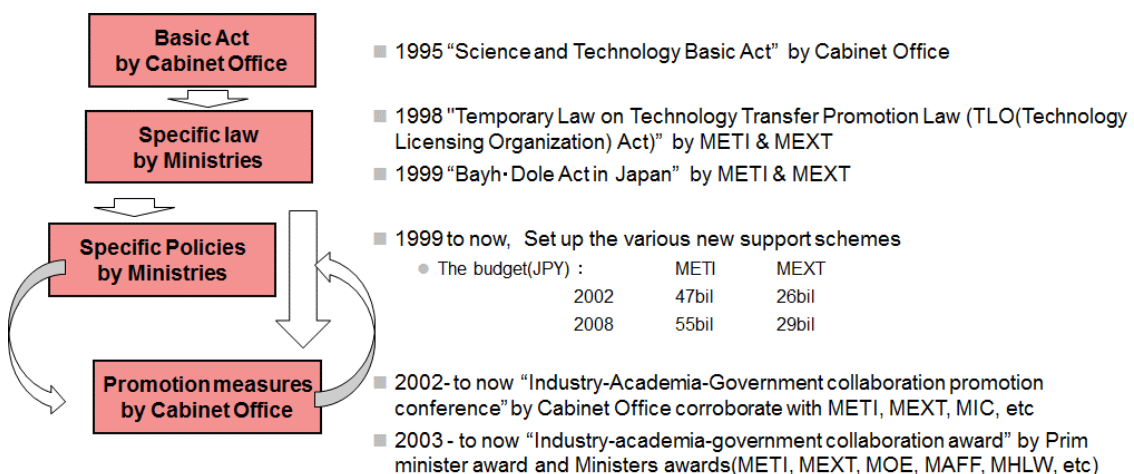 Basic Act
by Cabinet Office
1995 “Science and Technology Basic Act” by Cabinet Office
Specific law
by Ministries
1998 "Temporary Law on Technology Transfer Promotion Law (TLO(Technology
Licensing Organization) Act)” by METI & MEXT
1999 “Bayh・Dole Act in Japan” by METI & MEXT
Specific Policies
by Ministries
1999 to now, Set up the various new support schemes
The budget(JPY) : METI MEXT
2002 47bil 26bil
2008 55bil 29bil
Promotion measures
by Cabinet Office
2002- to now “Industry-Academia-Government collaboration promotion
conference” by Cabinet Office corroborate with METI, MEXT, MIC, etc
2003 - to now “Industry-academia-government collaboration award” by Prim
minister award and Ministers awards(METI, MEXT, MOE, MAFF, MHLW, etc)